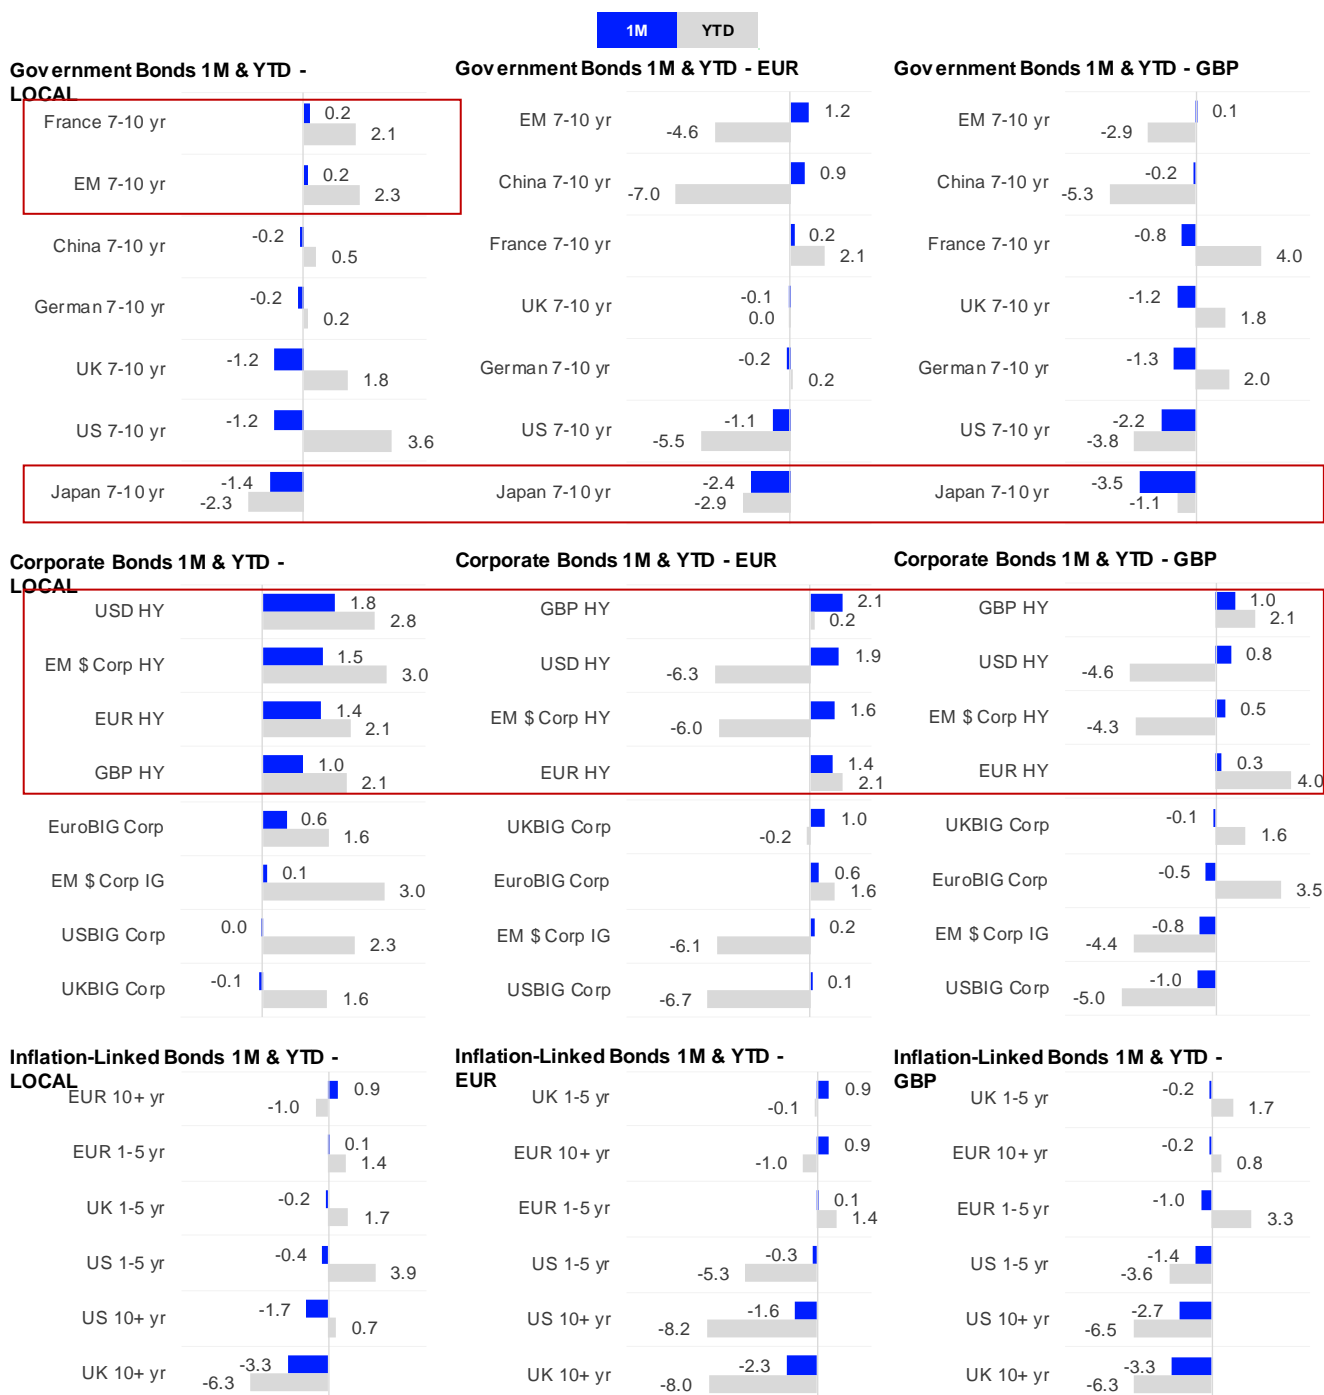 1M YTD
Government Bonds 1M & YTD - LOCAL
France 7-10 yr 0.2 2.1
EM 7-10 yr 0.2 2.3
China 7-10 yr -0.2 0.5
German 7-10 yr -0.2 0.2
UK 7-10 yr -1.2 1.8
US 7-10 yr -1.2 3.6
Japan 7-10 yr -1.4 -2.3
Government Bonds 1M & YTD - EUR
EM 7-10 yr 1.2 -4.6
China 7-10 yr 0.9 -7.0
France 7-10 yr 0.2 2.1
UK 7-10 yr -0.1 0.0
German 7-10 yr -0.2 0.2
US 7-10 yr -1.1 -5.5
Japan 7-10 yr -2.4 -2.9
Government Bonds 1M & YTD - GBP
EM 7-10 yr 0.1 -2.9
China 7-10 yr -0.2 -5.3
France 7-10 yr -0.8 4.0
UK 7-10 yr -1.2 1.8
German 7-10 yr -1.3 2.0
US 7-10 yr -2.2 -3.8
Japan 7-10 yr -3.5 -1.1
Corporate Bonds 1M & YTD - LOCAL
USD HY 1.8 2.8
EM $ Corp HY 1.5 3.0
EUR HY 1.4 2.1
GBP HY 1.0 2.1
EuroBIG Corp 0.6 1.6
EM $ Corp IG 0.1 3.0
USBIG Corp 0.0 2.3
UKBIG Corp -0.1 1.6
Corporate Bonds 1M & YTD - EUR
GBP HY 2.1 0.2
USD HY 1.9 -6.3
EM $ Corp HY 1.6 -6.0
EUR HY 1.4 2.1
UKBIG Corp 1.0 -0.2
EuroBIG Corp 0.6 1.6
EM $ Corp IG 0.2 -6.1
USBIG Corp 0.1 -6.7
Corporate Bonds 1M & YTD - GBP
GBP HY 1.0 2.1
USD HY 0.8 -4.6
EM $ Corp HY 0.5 -4.3
EUR HY 0.3 4.0
UKBIG Corp -0.1 1.6
EuroBIG Corp -0.5 3.5
EM $ Corp IG -0.8 -4.4
USBIG Corp -1.0 -5.0
Inflation-Linked Bonds 1M & YTD - LOCAL
EUR 10+ yr 0.9 -1.0
EUR 1-5 yr 0.1 1.4
UK 1-5 yr -0.2 1.7
US 1-5 yr -0.4 3.9
US 10+ yr -1.7 0.7
UK 10+ yr -3.3 -6.3
Inflation-Linked Bonds 1M & YTD - EUR
UK 1-5 yr 0.9 -0.1
EUR 10+ yr 0.9 -1.0
EUR 1-5 yr 0.1 1.4
US 1-5 yr -0.3 -5.3
US 10+ yr -1.6 -8.2
UK 10+ yr -2.3 -8.0
Inflation-Linked Bonds 1M & YTD - GBP
UK 1-5 yr -0.2 1.7
EUR 10+ yr -0.2 0.8
EUR 1-5 yr -1.0 3.3
US 1-5 yr -1.4 -3.6
US 10+ yr -2.7 -6.5
UK 10+ yr -3.3 -6.3